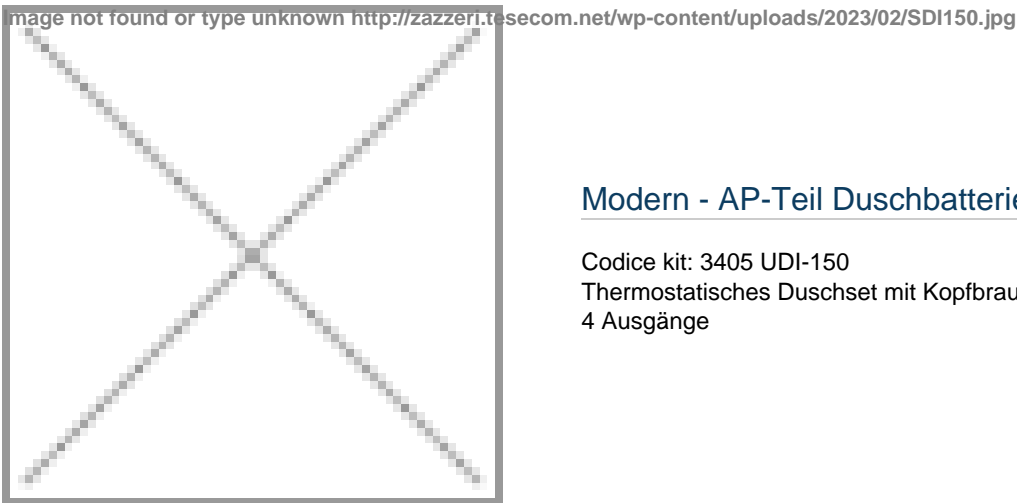 Image not found or type unknown http://zazzeri.tesecom.net/wp-content/uploads/2023/02/SDI150.jpg
Modern - AP-Teil Duschbatterie
Codice kit: 3405 UDI-150
Thermostatisches Duschset mit Kopfbrau
4 Ausgänge